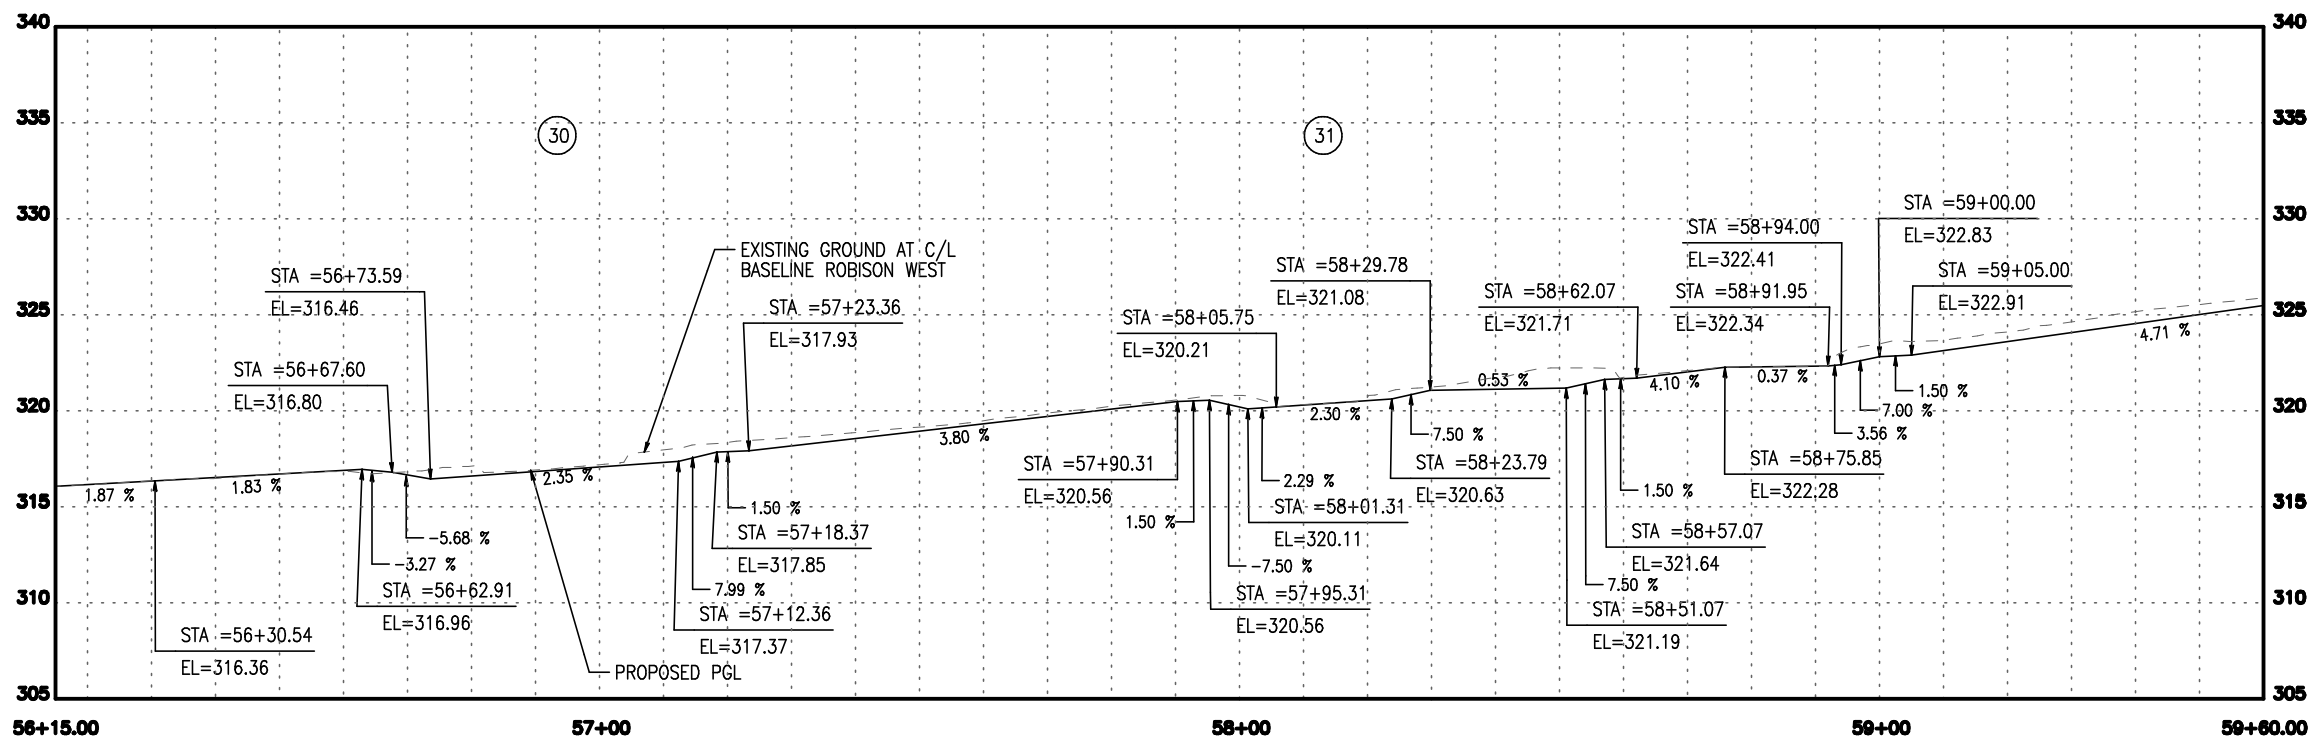 340
340
335
335
30
31
330
330
STA =59+00.00
EL=322.83
STA =58+94.00
EL=322.41
EXISTING GROUND AT C/L
BASELINE ROBISON WEST
STA =58+29.78
EL=321.08
STA =56+73.59
EL=316.46
STA =59+05.00
EL=322.91
STA =58+62.07
EL=321.71
STA =58+91.95
EL=322.34
325
325
STA =57+23.36
EL=317.93
STA =58+05.75
EL=320.21
4.71 %
STA =56+67.60
EL=316.80
0.53 %
4.10 %
0.37 %
1.50 %
320
320
7.00 %
2.30 %
3.80 %
7.50 %
3.56 %
STA =57+90.31
EL=320.56
STA =58+23.79
EL=320.63
STA =58+75.85
EL=322.28
2.35 %
2.29 %
1.87 %
1.83 %
1.50 %
315
315
1.50 %
STA =58+01.31
EL=320.11
1.50 %
STA =57+18.37
EL=317.85
STA =58+57.07
EL=321.64
-5.68 %
-3.27 %
-7.50 %
7.50 %
7.99 %
STA =56+62.91
EL=316.96
STA =57+95.31
EL=320.56
310
310
STA =57+12.36
EL=317.37
STA =58+51.07
EL=321.19
STA =56+30.54
EL=316.36
PROPOSED PGL
305
305
56+15.00
57+00
58+00
59+00
59+60.00